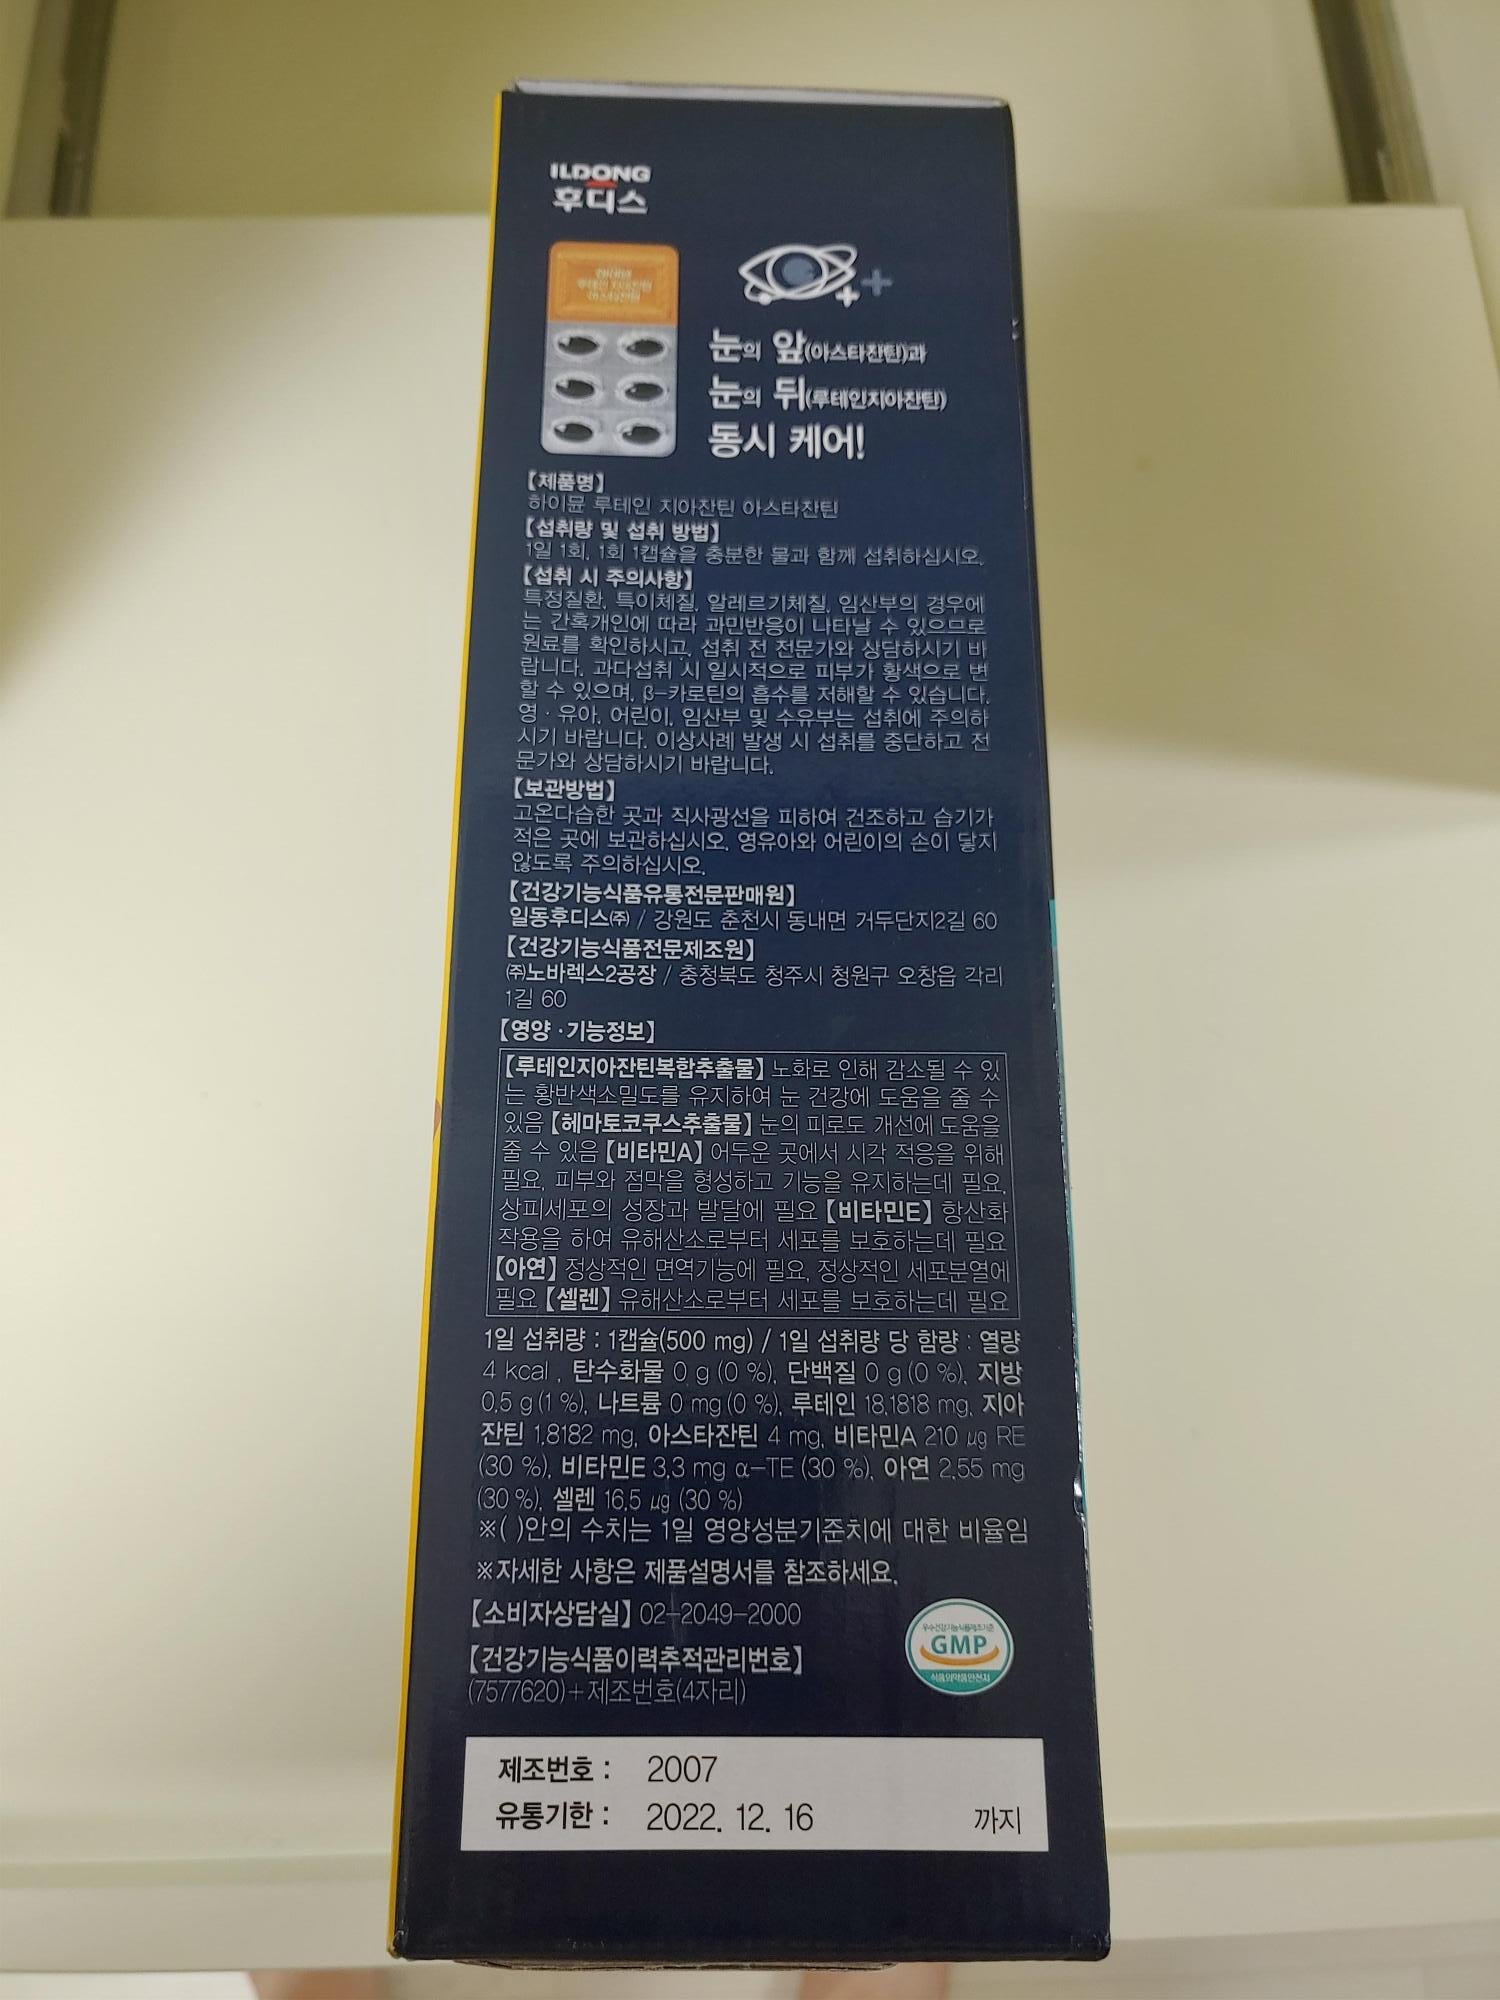 ILDONG
후디스
눈의 앞(아스타잔틴)과
눈의 뒤(루테인지아잔틴)
동시 케어!
【제품명】
하이뮨 루테인 지아잔틴 아스타잔틴
【섭취량 및 섭취 방법】
1일 1회, 1회 1캡슐을 충분한 물과 함께 섭취하십시오.
【섭취 시 주의사항】
특정질환, 특이체질, 알레르기체질, 임산부의 경우에
는 간혹개인에 따라 과민반응이 나타날 수 있으므로
원료를 확인하시고, 섭취 전 전문가와 상담하시기 바
랍니다. 과다섭취 시 일시적으로 피부가 황색으로 변
할 수 있으며, β-카로틴의 흡수를 저해할 수 있습니다.
영·유아, 어린이, 임산부 및 수유부는 섭취에 주의하
시기 바랍니다. 이상사례 발생 시 섭취를 중단하고 전
문가와 상담하시기 바랍니다.
【보관방법】
고온다습한 곳과 직사광선을 피하여 건조하고 습기가
적은 곳에 보관하십시오. 영유아와 어린이의 손이 닿지
않도록 주의하십시오.
【건강기능식품유통전문판매원】
일동후디스㈜ / 강원도 춘천시 동내면 거두단지2길 60
【건강기능식품전문제조원】
㈜노바렉스2공장 / 충청북도 청주시 청원구 오창읍 각리
1길 60
【영양·기능정보】
【루테인지아잔틴복합추출물】 노화로 인해 감소될 수 있
는 황반색소밀도를 유지하여 눈 건강에 도움을 줄 수
있음 【헤마토코쿠스추출물】 눈의 피로도 개선에 도움을
줄 수 있음 【비타민A】 어두운 곳에서 시각 적응을 위해
필요, 피부와 점막을 형성하고 기능을 유지하는데 필요,
상피세포의 성장과 발달에 필요 【비타민E】 항산화
작용을 하여 유해산소로부터 세포를 보호하는데 필요
【아연】 정상적인 면역기능에 필요, 정상적인 세포분열에
필요 【셀렌】 유해산소로부터 세포를 보호하는데 필요
1일 섭취량 : 1캡슐(500 mg) / 1일 섭취량 당 함량 : 열량
4 kcal , 탄수화물 0 g (0 %), 단백질 0 g (0 %), 지방
0.5 g (1 %), 나트륨 0 mg (0 %), 루테인 18.1818 mg, 지아
잔틴 1.8182 mg, 아스타잔틴 4 mg, 비타민A 210 ㎍ RE
(30 %), 비타민E 3.3 mg α-TE (30 %), 아연 2.55 mg
(30 %), 셀렌 16.5 ㎍ (30 %)
※( )안의 수치는 1일 영양성분기준치에 대한 비율임
※자세한 사항은 제품설명서를 참조하세요.
【소비자상담실】 02-2049-2000
【건강기능식품이력추적관리번호】
(7577620)+제조번호(4자리)
우수건강기능식품제조기준
GMP
식품의약품안전처
제조번호 : 2007
유통기한 : 2022. 12. 16 까지